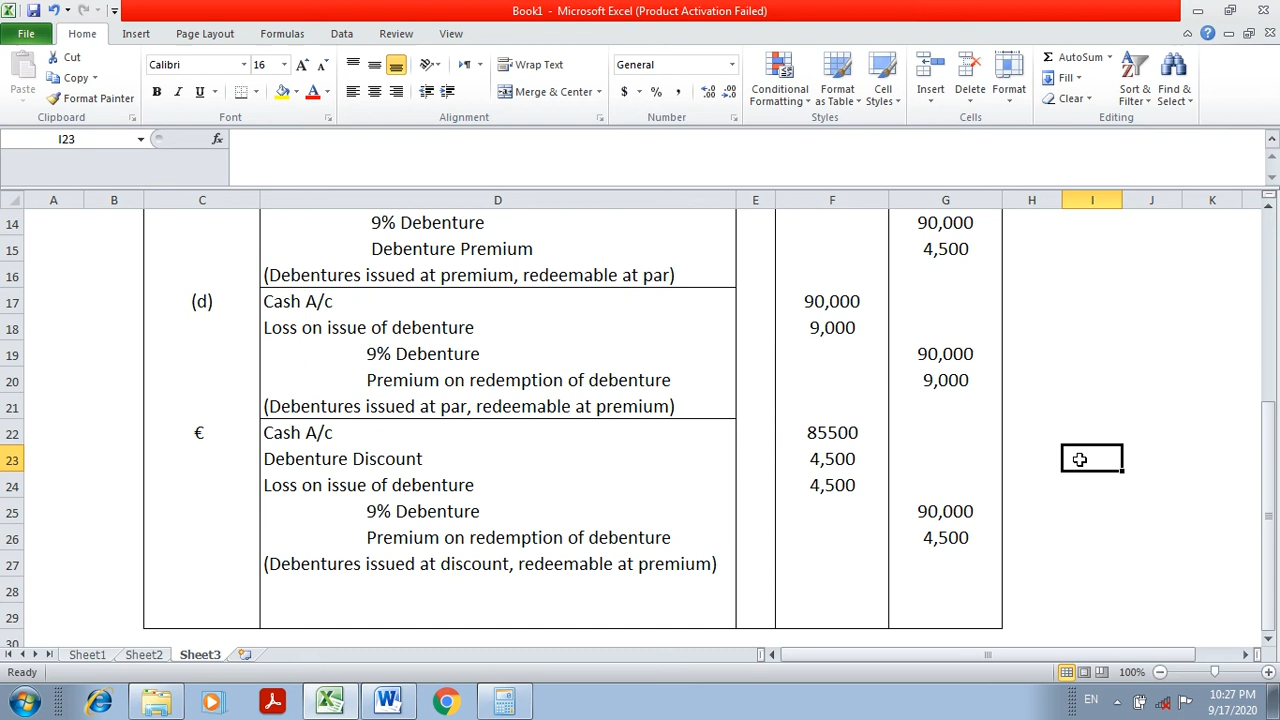 Book1 - Microsoft Excel (Product Activation Failed)
File Home Insert Page Layout Formulas Data Review View
Cut
Copy
Format Painter
Paste
Calibri 16
Wrap Text
Merge & Center
General
Conditional Formatting
Format as Table
Cell Styles
Insert Delete Format
AutoSum
Fill
Clear
Sort & Filter
Find & Select
Clipboard Font Alignment Number Styles Cells Editing
I23 fx
A B C D E F G H I J K
14 9% Debenture 90,000
15 Debenture Premium 4,500
16 (Debentures issued at premium, redeemable at par)
17 (d) Cash A/c 90,000
18 Loss on issue of debenture 9,000
19 9% Debenture 90,000
20 Premium on redemption of debenture 9,000
21 (Debentures issued at par, redeemable at premium)
22 € Cash A/c 85500
23 Debenture Discount 4,500
24 Loss on issue of debenture 4,500
25 9% Debenture 90,000
26 Premium on redemption of debenture 4,500
27 (Debentures issued at discount, redeemable at premium)
28
29
30
Sheet1 Sheet2 Sheet3
Ready 100%
EN 10:27 PM
9/17/2020